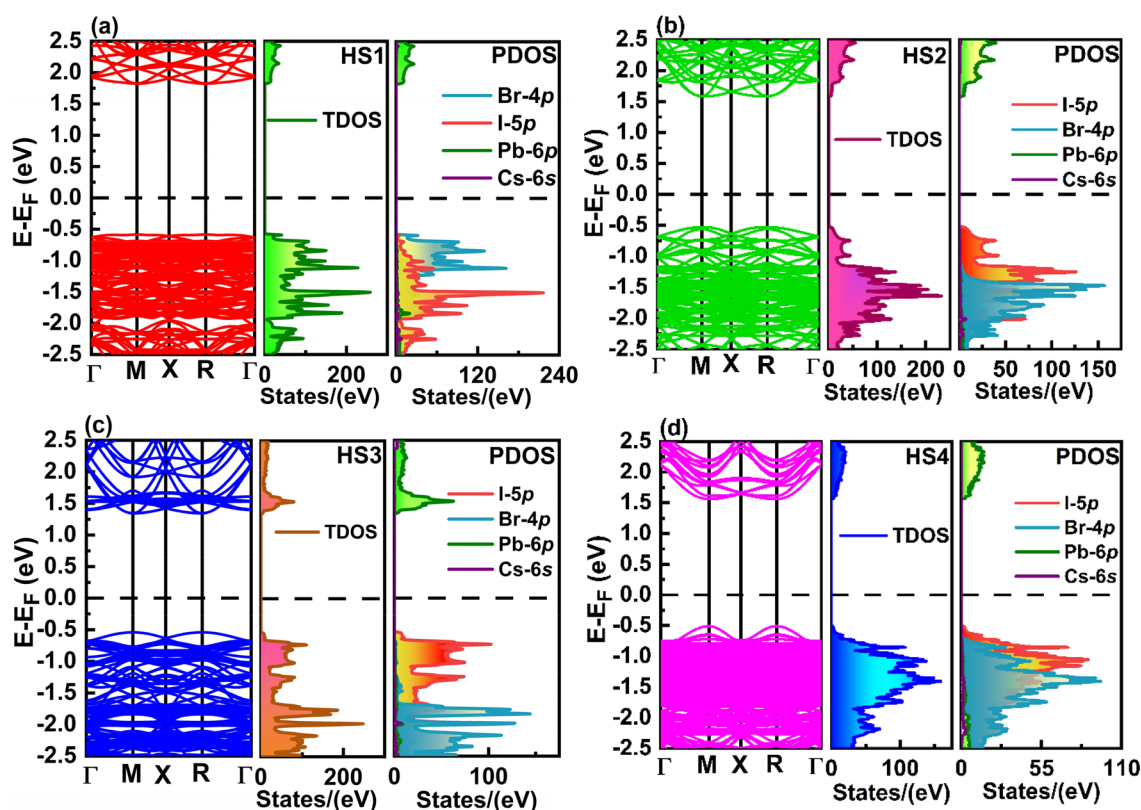 (a)
HS1
PDOS
2.5
2.0
1.5
1.0
0.5
0.0
-0.5
-1.0
-1.5
-2.0
-2.5
E-E_F (eV)
TDOS
Br-4p
I-5p
Pb-6p
Cs-6s
Γ M X R Γ
0 200
0 60 120 180 240
States/(eV) States/(eV)
(b)
HS2
PDOS
2.5
2.0
1.5
1.0
0.5
0.0
-0.5
-1.0
-1.5
-2.0
-2.5
E-E_F (eV)
TDOS
I-5p
Br-4p
Pb-6p
Cs-6s
Γ M X R Γ
0 100 200
0 50 100 150
States/(eV) States/(eV)
(c)
HS3
PDOS
2.5
2.0
1.5
1.0
0.5
0.0
-0.5
-1.0
-1.5
-2.0
-2.5
E-E_F (eV)
TDOS
I-5p
Br-4p
Pb-6p
Cs-6s
Γ M X R Γ
0 200
0 100
States/(eV) States/(eV)
(d)
HS4
PDOS
2.5
2.0
1.5
1.0
0.5
0.0
-0.5
-1.0
-1.5
-2.0
-2.5
E-E_F (eV)
TDOS
I-5p
Br-4p
Pb-6p
Cs-6s
Γ M X R Γ
0 100
0 55 110
States/(eV) States/(eV)